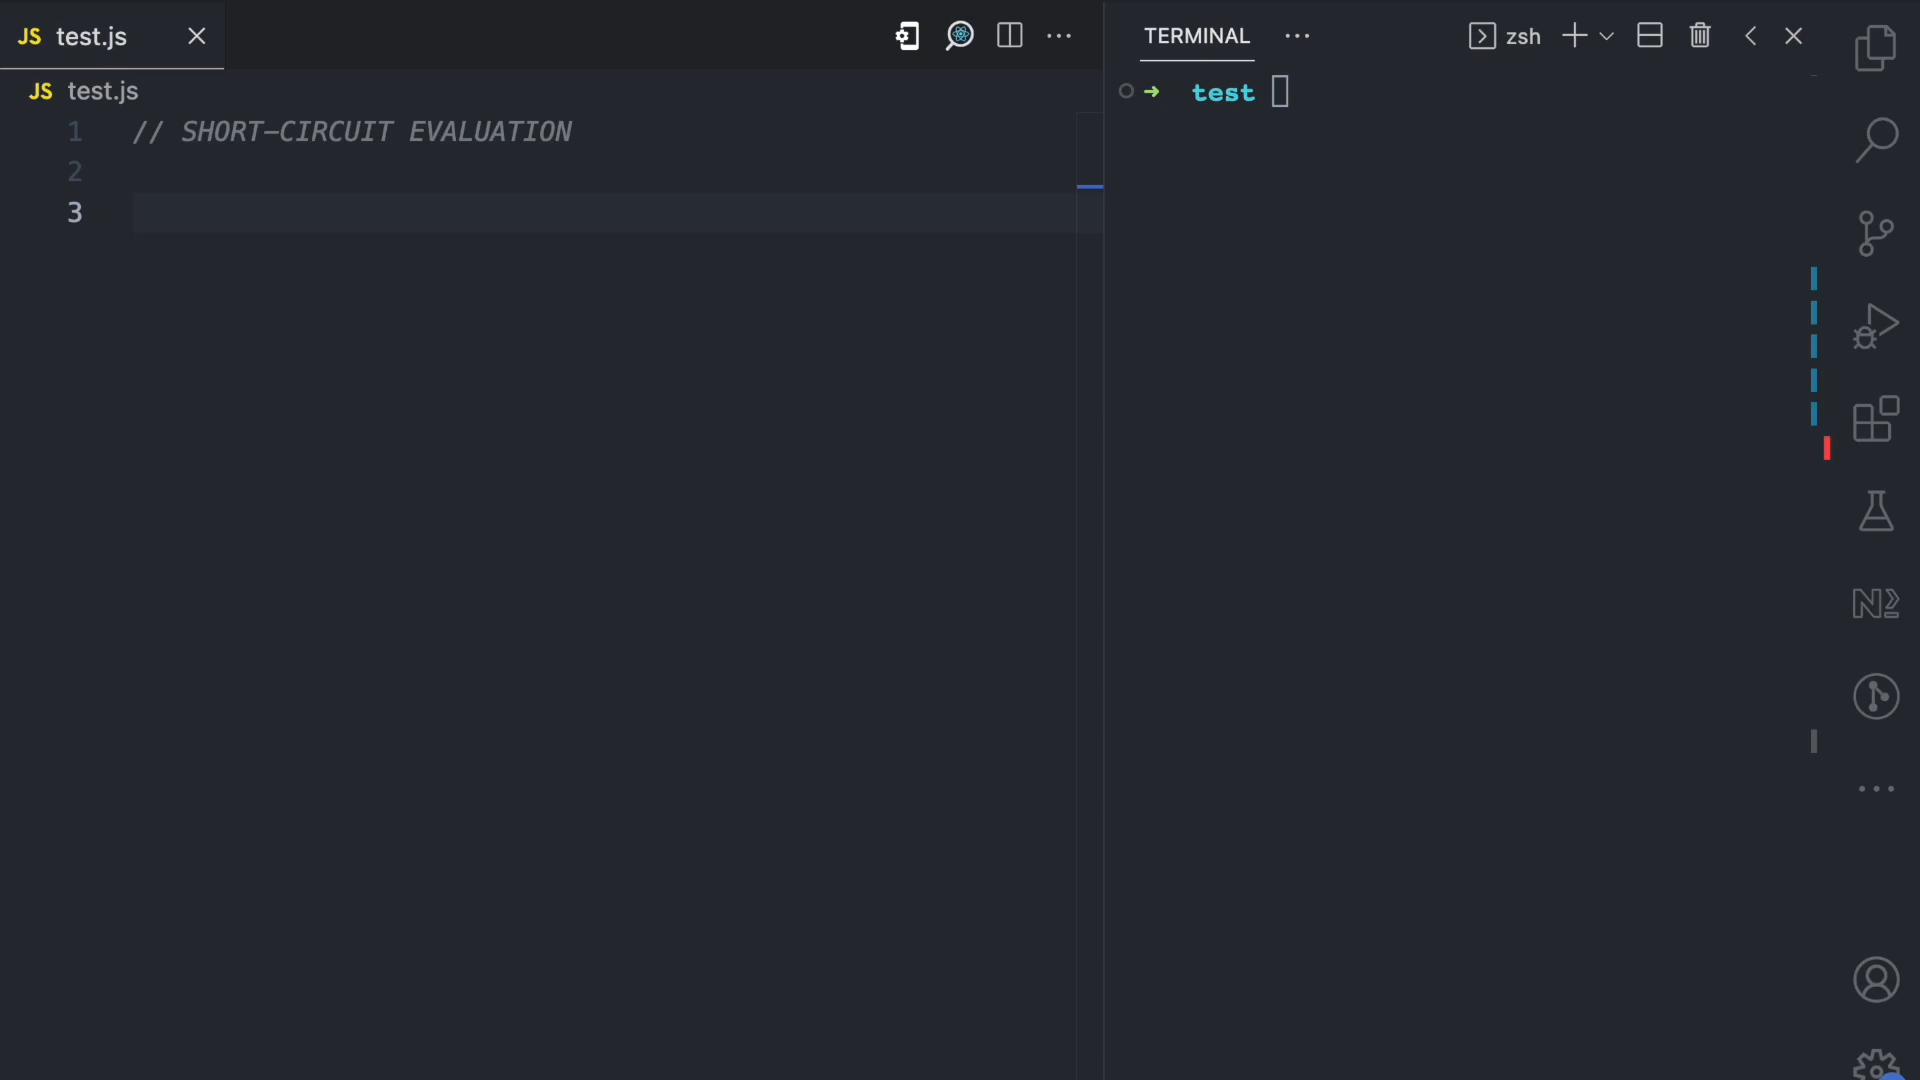 JS test.js
TERMINAL
zsh
JS test.js
test
1 // SHORT-CIRCUIT EVALUATION
2
3